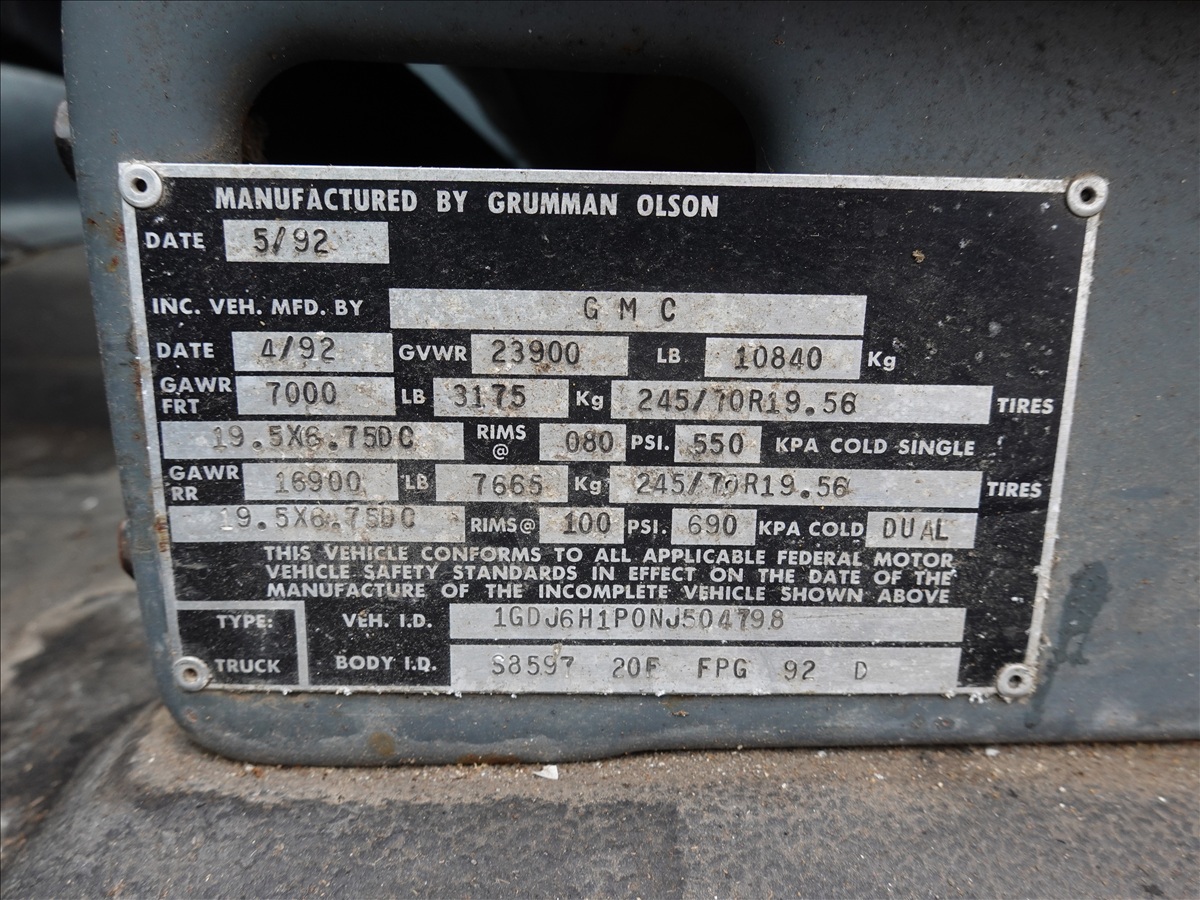 MANUFACTURED BY GRUMMAN OLSON
DATE 5/92
INC. VEH. MFD. BY G M C
DATE 4/92 GVWR 23900 LB 10840 Kg
GAWR FRT 7000 LB 3175 Kg 245/70R19.5G TIRES
19.5X6.75DC RIMS @ 080 PSI. 550 KPA COLD SINGLE
GAWR RR 16900 LB 7665 Kg 245/70R19.5G TIRES
19.5X6.75DC RIMS@ 100 PSI. 690 KPA COLD DUAL
THIS VEHICLE CONFORMS TO ALL APPLICABLE FEDERAL MOTOR
VEHICLE SAFETY STANDARDS IN EFFECT ON THE DATE OF THE
MANUFACTURE OF THE INCOMPLETE VEHICLE SHOWN ABOVE
TYPE: VEH. I.D. 1GDJ6H1P0NJ504798
TRUCK BODY I.D. S8597 20F FPG 92 D